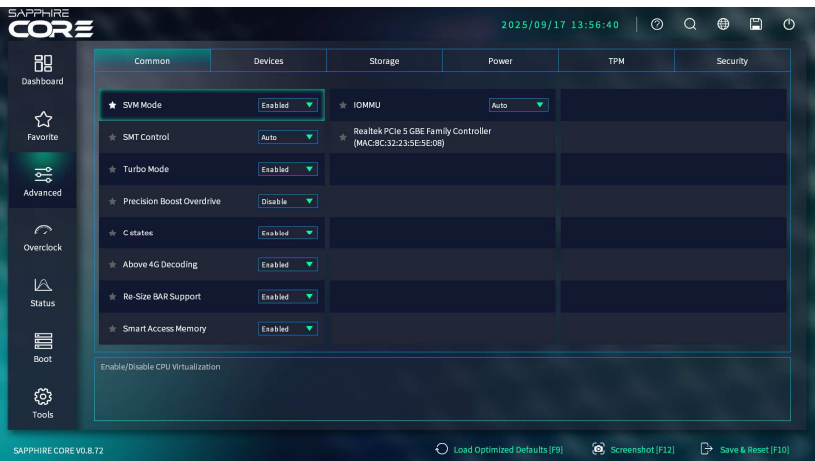 SAPPHIRE
CORE
2025/09/17 13:56:40
Dashboard
Favorite
Advanced
Overclock
Status
Boot
Tools
Common Devices Storage Power TPM Security
SVM Mode Enabled IOMMU Auto
SMT Control Auto Realtek PCIe 5 GBE Family Controller
(MAC:8C:32:23:5E:5E:08)
Turbo Mode Enabled
Precision Boost Overdrive Disable
C states Enabled
Above 4G Decoding Enabled
Re-Size BAR Support Enabled
Smart Access Memory Enabled
Enable/Disable CPU Virtualization
SAPPHIRE CORE V0.8.72 Load Optimized Defaults [F9] Screenshot [F12] Save & Reset [F10]